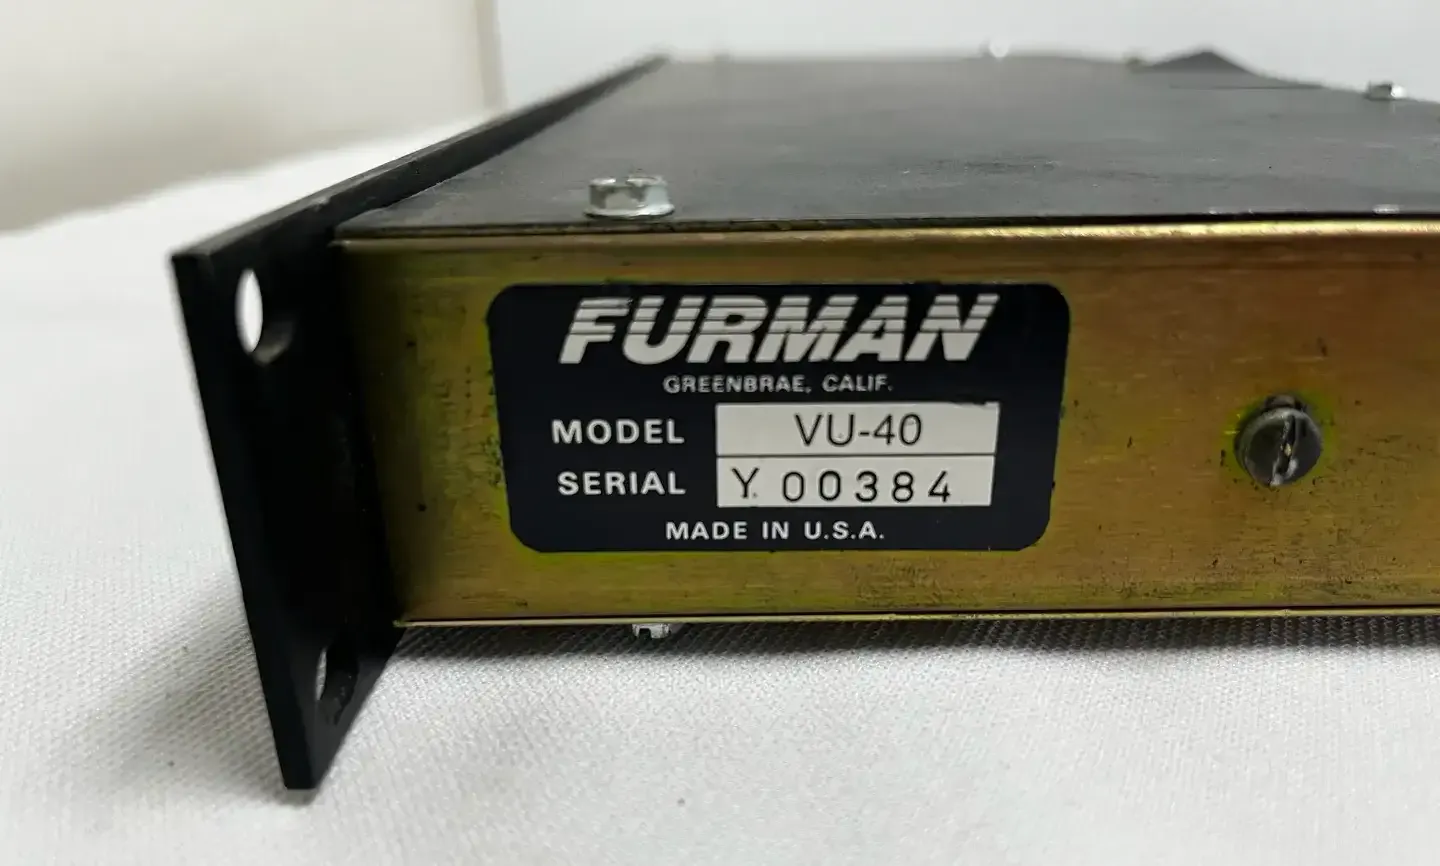 FURMAN
GREENBRAE, CALIF.
MODEL VU-40
SERIAL Y 00384
MADE IN U.S.A.